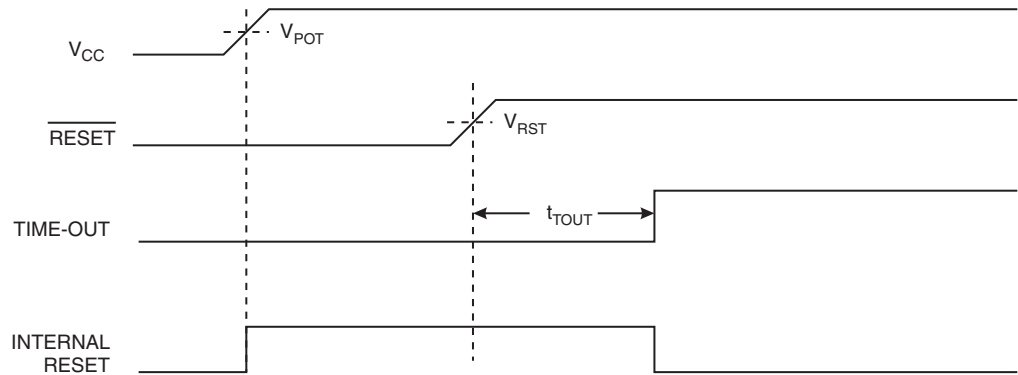 V_CC
V_POT
RESET
V_RST
t_TOUT
TIME-OUT
INTERNAL
RESET